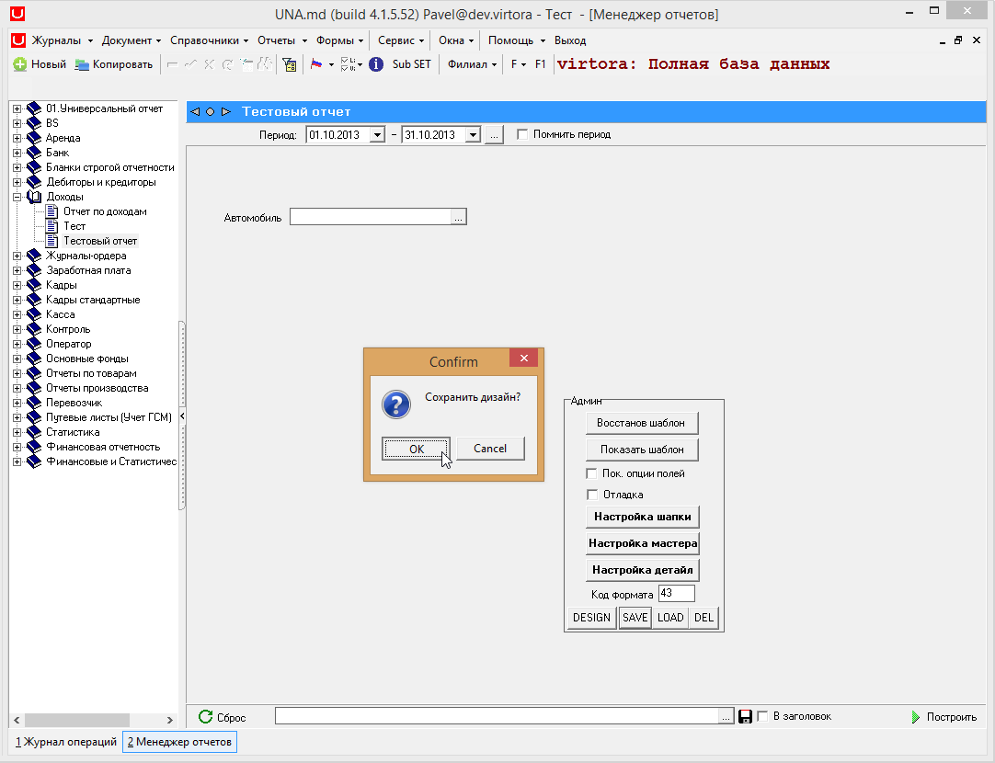 UNA.md (build 4.1.5.52) Pavel@dev.virtora - Тест - [Менеджер отчетов]
Журналы Документ Справочники Отчеты Формы Сервис Окна Помощь Выход
Новый Копировать Sub SET Филиал F F1 virtora: Полная база данных
01.Универсальный отчет
BS
Аренда
Банк
Бланки строгой отчетности
Дебиторы и кредиторы
Доходы
Отчет по доходам
Тест
Тестовый отчет
Журналы-ордера
Заработная плата
Кадры
Кадры стандартные
Касса
Контроль
Оператор
Основные фонды
Отчеты по товарам
Отчеты производства
Перевозчик
Путевые листы (Учет ГСМ)
Статистика
Финансовая отчетность
Финансовые и Статистичес
Тестовый отчет
Период: 01.10.2013 - 31.10.2013 ... Помнить период
Автомобиль ...
Confirm
Сохранить дизайн?
OK Cancel
Админ
Восстанов шаблон
Показать шаблон
Пок. опции полей
Отладка
Настройка шапки
Настройка мастера
Настройка детайл
Код формата 43
DESIGN SAVE LOAD DEL
Сброс ... В заголовок Построить
1 Журнал операций 2 Менеджер отчетов